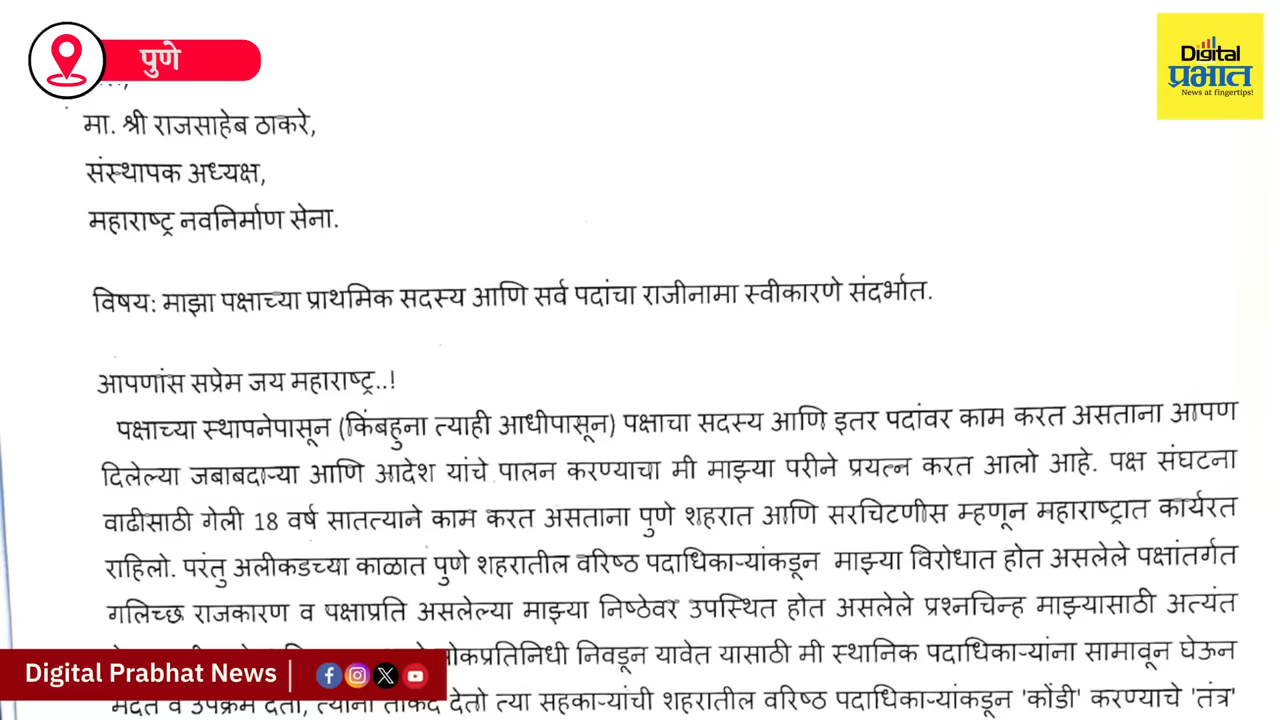 पुणे
Digital
प्रभात
News at fingertips!
मा. श्री राजसाहेब ठाकरे,
संस्थापक अध्यक्ष,
महाराष्ट्र नवनिर्माण सेना.
विषय: माझा पक्षाच्या प्राथमिक सदस्य आणि सर्व पदांचा राजीनामा स्वीकारणे संदर्भात.
आपणांस सप्रेम जय महाराष्ट्र..!
पक्षाच्या स्थापनेपासून (किंबहुना त्याही आधीपासून) पक्षाचा सदस्य आणि इतर पदांवर काम करत असताना आपण
दिलेल्या जबाबदाऱ्या आणि आदेश यांचे पालन करण्याचा मी माझ्या परीने प्रयत्न करत आलो आहे. पक्ष संघटना
वाढीसाठी गेली 18 वर्ष सातत्याने काम करत असताना पुणे शहरात आणि सरचिटणीस म्हणून महाराष्ट्रात कार्यरत
राहिलो. परंतु अलीकडच्या काळात पुणे शहरातील वरिष्ठ पदाधिकाऱ्यांकडून माझ्या विरोधात होत असलेले पक्षांतर्गत
गलिच्छ राजकारण व पक्षाप्रति असलेल्या माझ्या निष्ठेवर उपस्थित होत असलेले प्रश्नचिन्ह माझ्यासाठी अत्यंत
निवडून यावेत यासाठी मी स्थानिक पदाधिकाऱ्यांना सामावून घेऊन
देतो त्या सहकाऱ्यांची शहरातील वरिष्ठ पदाधिकाऱ्यांकडून 'कोंडी' करण्याचे 'तंत्र'
Digital Prabhat News